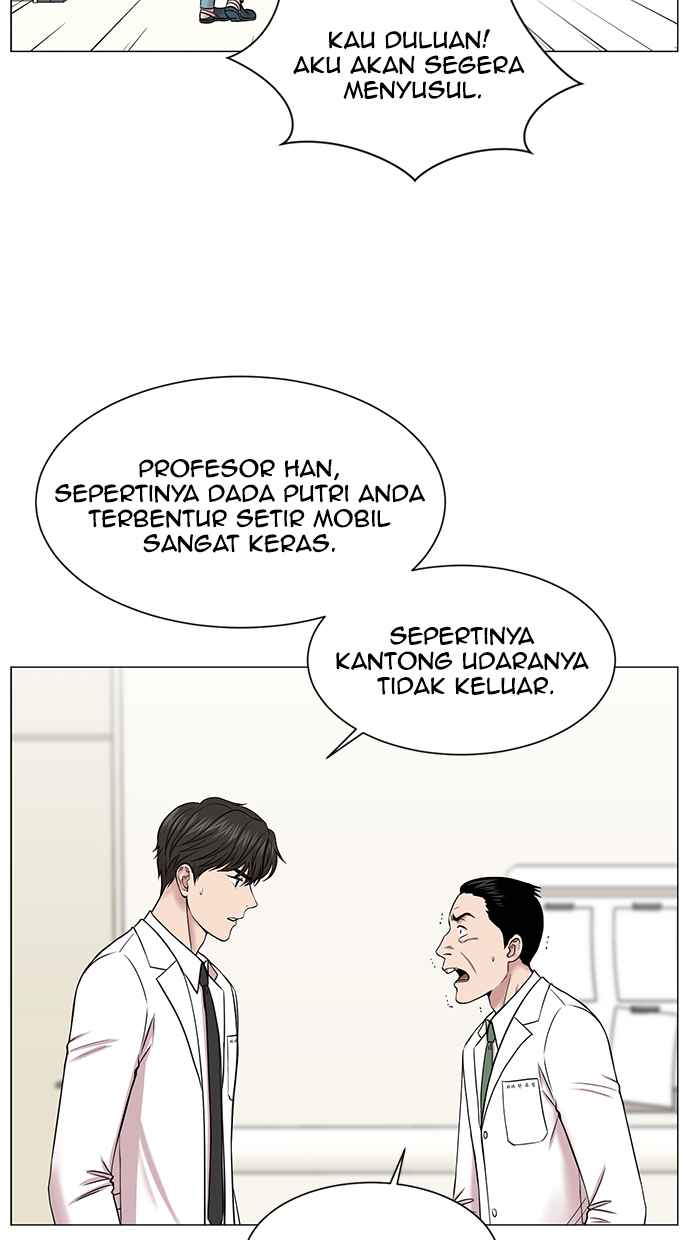 KAU DULUAN!
AKU AKAN SEGERA
MENYUSUL.
PROFESOR HAN,
SEPERTINYA DADA PUTRI ANDA
TERBENTUR SETIR MOBIL
SANGAT KERAS.
SEPERTINYA
KANTONG UDARANYA
TIDAK KELUAR.